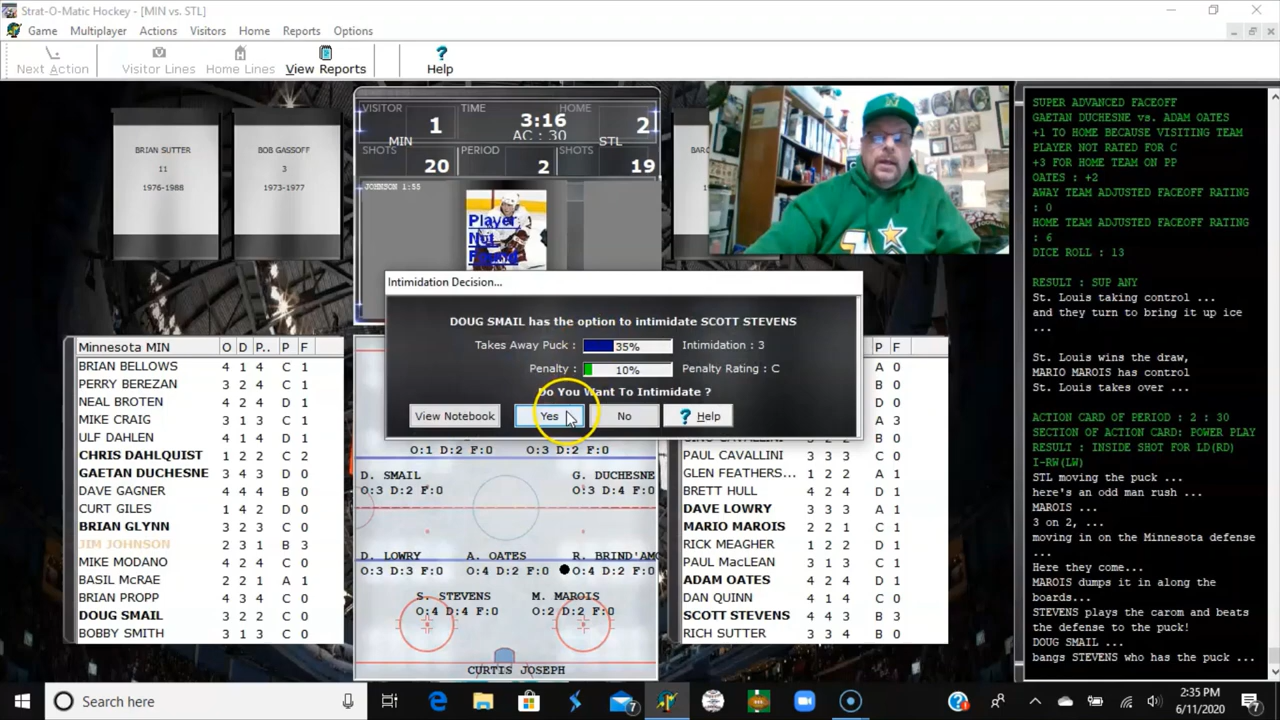 Strat-O-Matic Hockey - [MIN vs. STL]
Game Multiplayer Actions Visitors Home Reports Options
Next Action Visitor Lines Home Lines View Reports Help
BRIAN SUTTER
11
1976-1988
BOB GASSOFF
3
1973-1977
VISITOR TIME HOME
1 3:16 2
MIN AC : 30 STL
SHOTS PERIOD SHOTS
20 2 19
JOHNSON 1:55
Player
Not
Found
Intimidation Decision...
DOUG SMAIL has the option to intimidate SCOTT STEVENS
Takes Away Puck : 35% Intimidation : 3
Penalty : 10% Penalty Rating : C
Do You Want To Intimidate ?
View Notebook Yes No Help
Minnesota MIN O D P.. P F
BRIAN BELLOWS 4 1 4 C 1
PERRY BEREZAN 3 2 4 C 0
NEAL BROTEN 4 2 4 D 0
MIKE CRAIG 3 2 2 C 1
ULF DAHLEN 4 1 4 D 1
CHRIS DAHLQUIST 1 2 2 C 2
GAETAN DUCHESNE 3 4 3 D 0
DAVE GAGNER 4 4 4 B 0
CURT GILES 1 4 2 D 0
BRIAN GLYNN 3 2 3 C 0
JIM JOHNSON 2 3 1 B 3
MIKE MODANO 4 2 4 C 0
BASIL McRAE 2 2 1 A 1
BRIAN PROPP 4 3 4 C 0
DOUG SMAIL 3 2 3 C 0
BOBBY SMITH 3 1 3 C 0
O:1 D:2 F:0 O:3 D:2 F:0
D. SMAIL G. DUCHESNE
O:3 D:2 F:0 O:3 D:4 F:0
D. LOWRY A. OATES R. BRIND'AMO
O:3 D:3 F:0 O:4 D:2 F:0 O:4 D:2 F:0
S. STEVENS M. MAROIS
O:4 D:4 F:0 O:2 D:2 F:0
CURTIS JOSEPH
P F
A 0
D 0
A 3
B 0
PAUL CAVALLINI 3 3 3 C 0
GLEN FEATHERS... A 1
BRETT HULL 4 2 4 D 1
DAVE LOWRY 3 3 3 A 1
MARIO MAROIS 2 2 1 C 1
RICK MEAGHER 1 2 2 D 1
PAUL MacLEAN 3 1 2 C 1
ADAM OATES 4 2 4 D 1
DAN QUINN 4 1 4 C 0
SCOTT STEVENS 4 4 3 B 3
RICH SUTTER 3 3 4 B 0
SUPER ADVANCED FACEOFF
GAETAN DUCHESNE vs. ADAM OATES
+1 TO HOME BECAUSE VISITING TEAM
PLAYER NOT RATED FOR C
+3 FOR HOME TEAM ON PP
OATES : +2
AWAY TEAM ADJUSTED FACEOFF RATING
: 0
HOME TEAM ADJUSTED FACEOFF RATING
: 6
DICE ROLL : 13
RESULT : SUP ANY
St. Louis taking control ...
and they turn to bring it up ice
...
St. Louis wins the draw,
MARIO MAROIS has control
St. Louis takes over ...
ACTION CARD OF PERIOD : 2 : 30
SECTION OF ACTION CARD: POWER PLAY
RESULT : INSIDE SHOT FOR LD(RD)
I-RW(LW)
STL moving the puck ...
here's an odd man rush ...
MAROIS ...
3 on 2, ...
moving in on the Minnesota defense
...
Here they come...
MAROIS dumps it in along the
boards...
STEVENS plays the carom and beats
the defense to the puck!
DOUG SMAIL ...
bangs STEVENS who has the puck ...
Search here
7
2:35 PM
6/11/2020
7